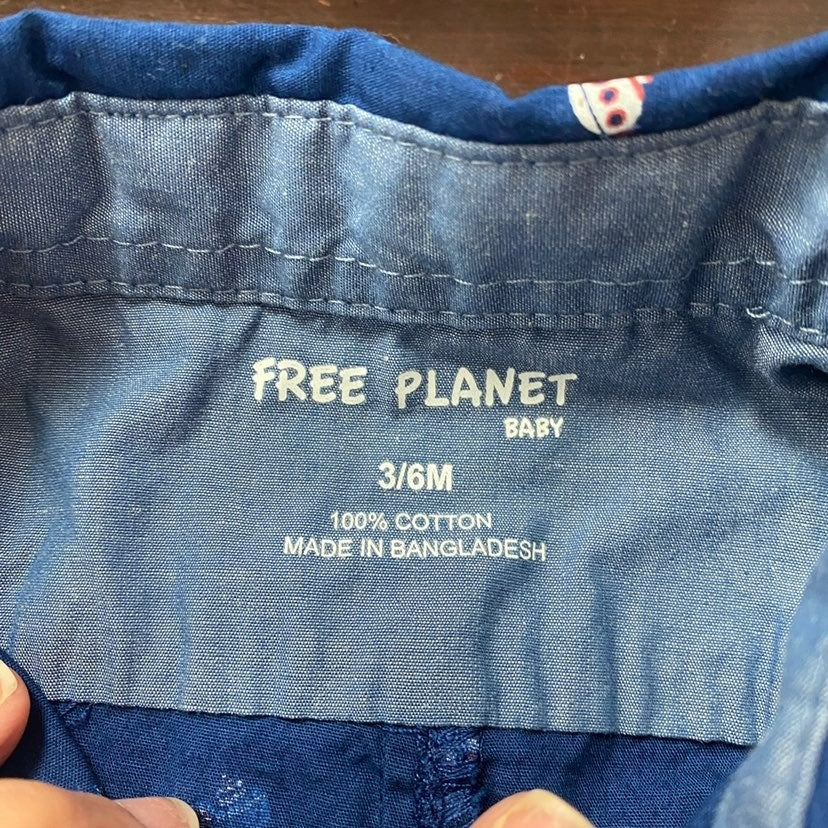 FREE PLANET
BABY
3/6M
100% COTTON
MADE IN BANGLADESH